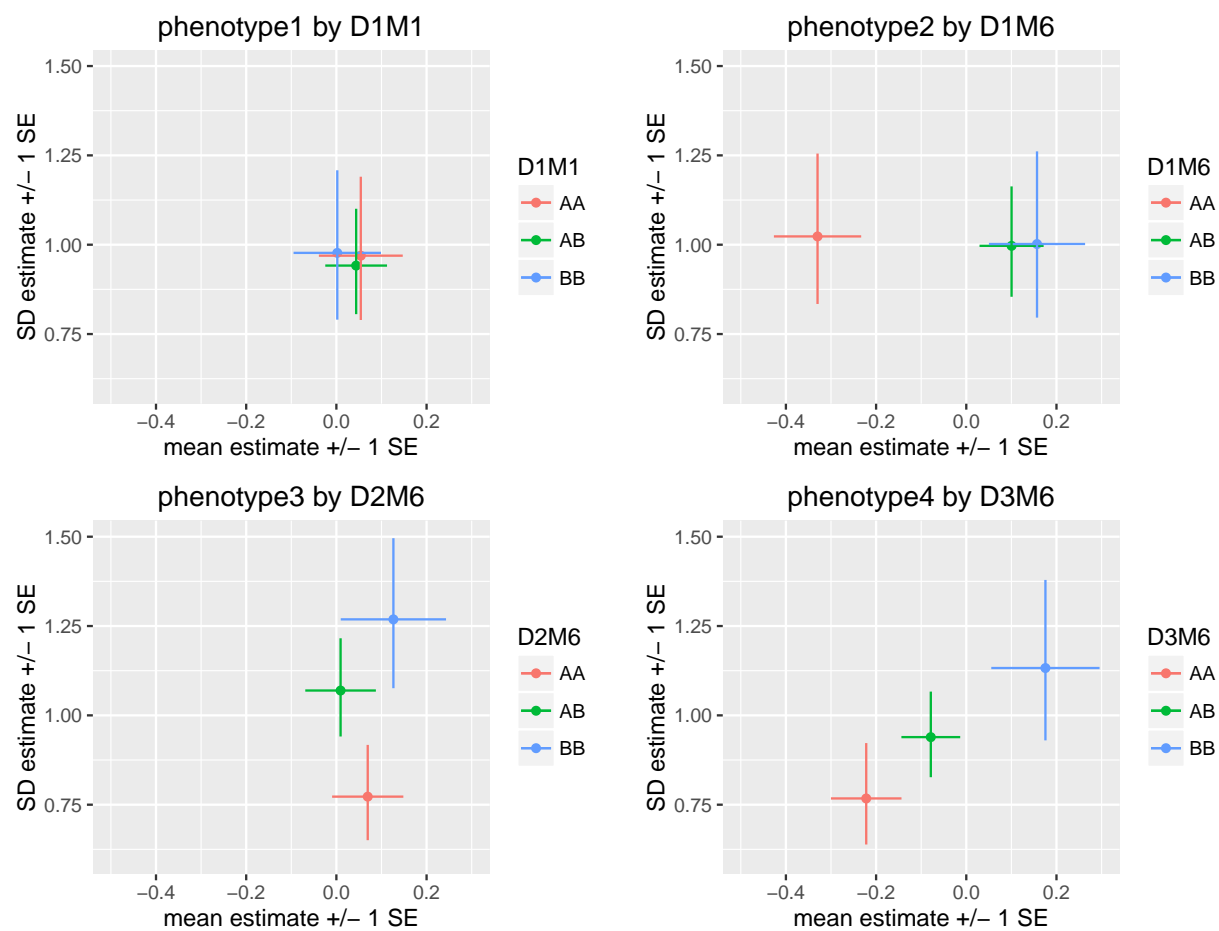 phenotype1 by D1M1
1.50
1.25
1.00
0.75
SD estimate +/− 1 SE
−0.4 −0.2 0.0 0.2
mean estimate +/− 1 SE
D1M1
AA
AB
BB
phenotype2 by D1M6
1.50
1.25
1.00
0.75
SD estimate +/− 1 SE
−0.4 −0.2 0.0 0.2
mean estimate +/− 1 SE
D1M6
AA
AB
BB
phenotype3 by D2M6
1.50
1.25
1.00
0.75
SD estimate +/− 1 SE
−0.4 −0.2 0.0 0.2
mean estimate +/− 1 SE
D2M6
AA
AB
BB
phenotype4 by D3M6
1.50
1.25
1.00
0.75
SD estimate +/− 1 SE
−0.4 −0.2 0.0 0.2
mean estimate +/− 1 SE
D3M6
AA
AB
BB